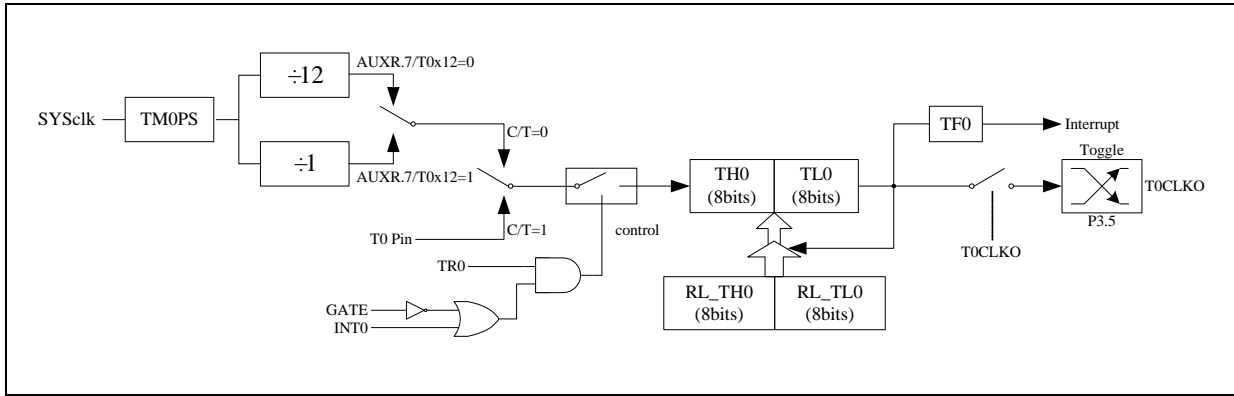 SYSclk
TM0PS
÷12
÷1
AUXR.7/T0x12=0
AUXR.7/T0x12=1
C/T=0
T0 Pin
C/T=1
control
TR0
GATE
INT0
TH0
(8bits)
TL0
(8bits)
RL_TH0
(8bits)
RL_TL0
(8bits)
TF0
Interrupt
T0CLKO
Toggle
P3.5
T0CLKO